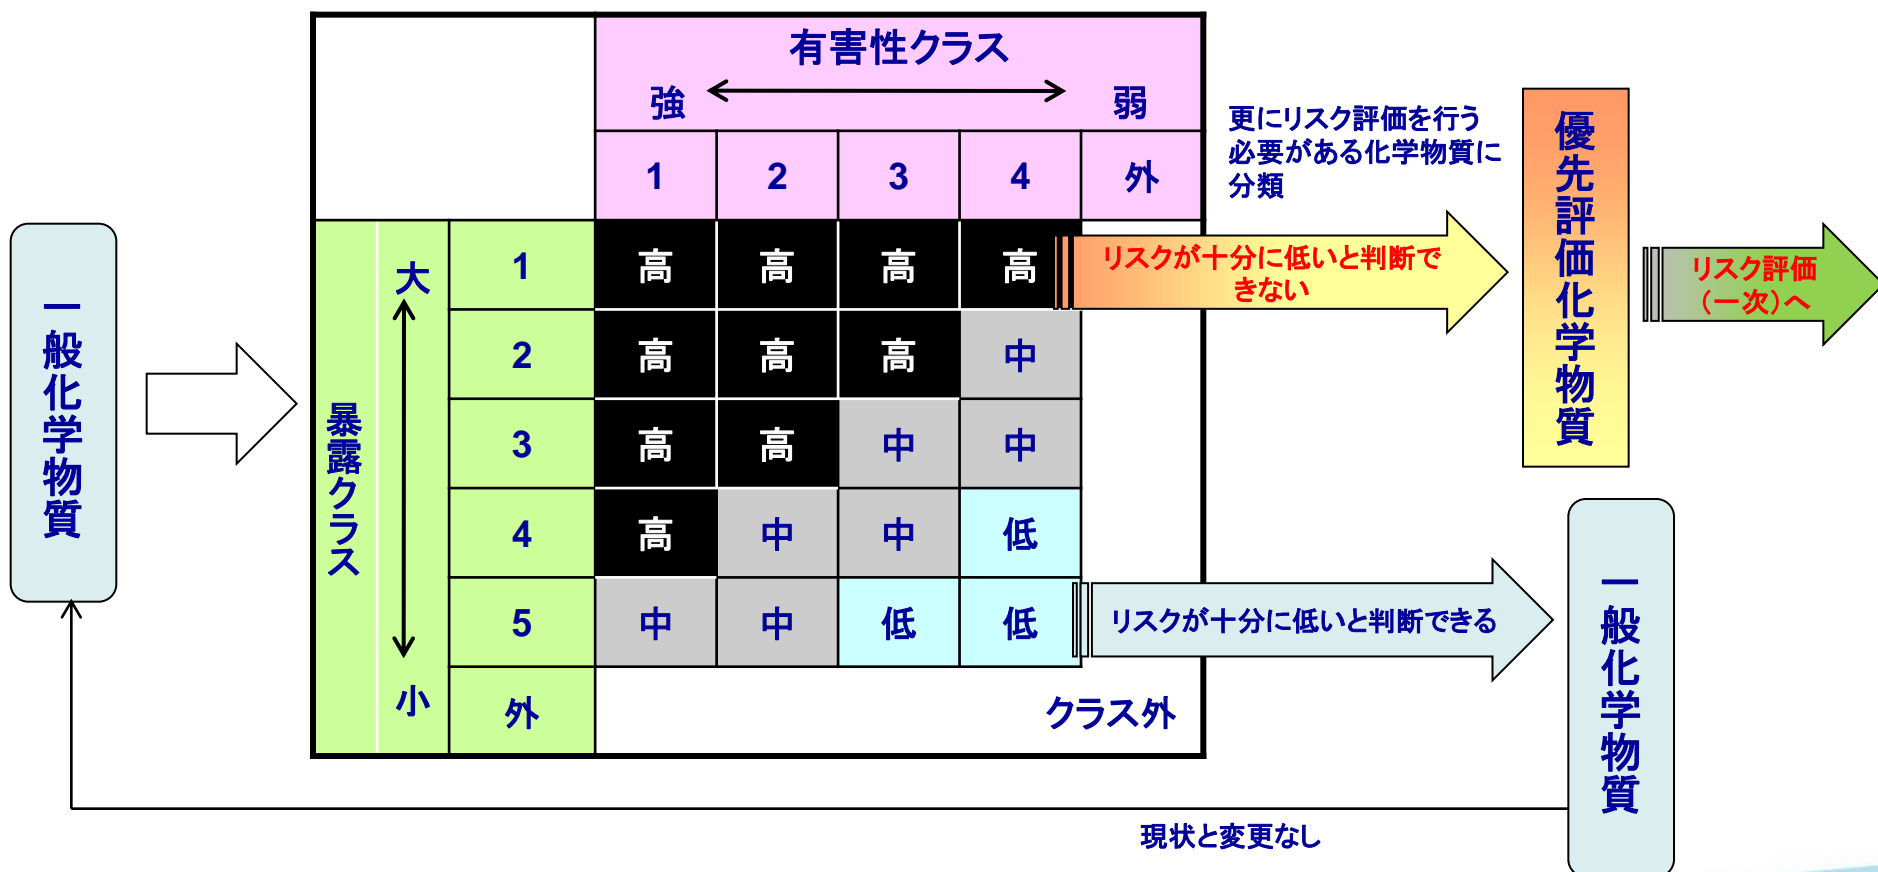 有害性クラス
強 弱
1 2 3 4 外
一般化学物質
暴露クラス
大
小
1 高 高 高 高
2 高 高 高 中
3 高 高 中 中
4 高 中 中 低
5 中 中 低 低
外 クラス外
更にリスク評価を行う
必要がある化学物質に
分類
リスクが十分に低いと判断で
きない
優先評価化学物質
リスク評価
(一次)へ
リスクが十分に低いと判断できる
一般化学物質
現状と変更なし